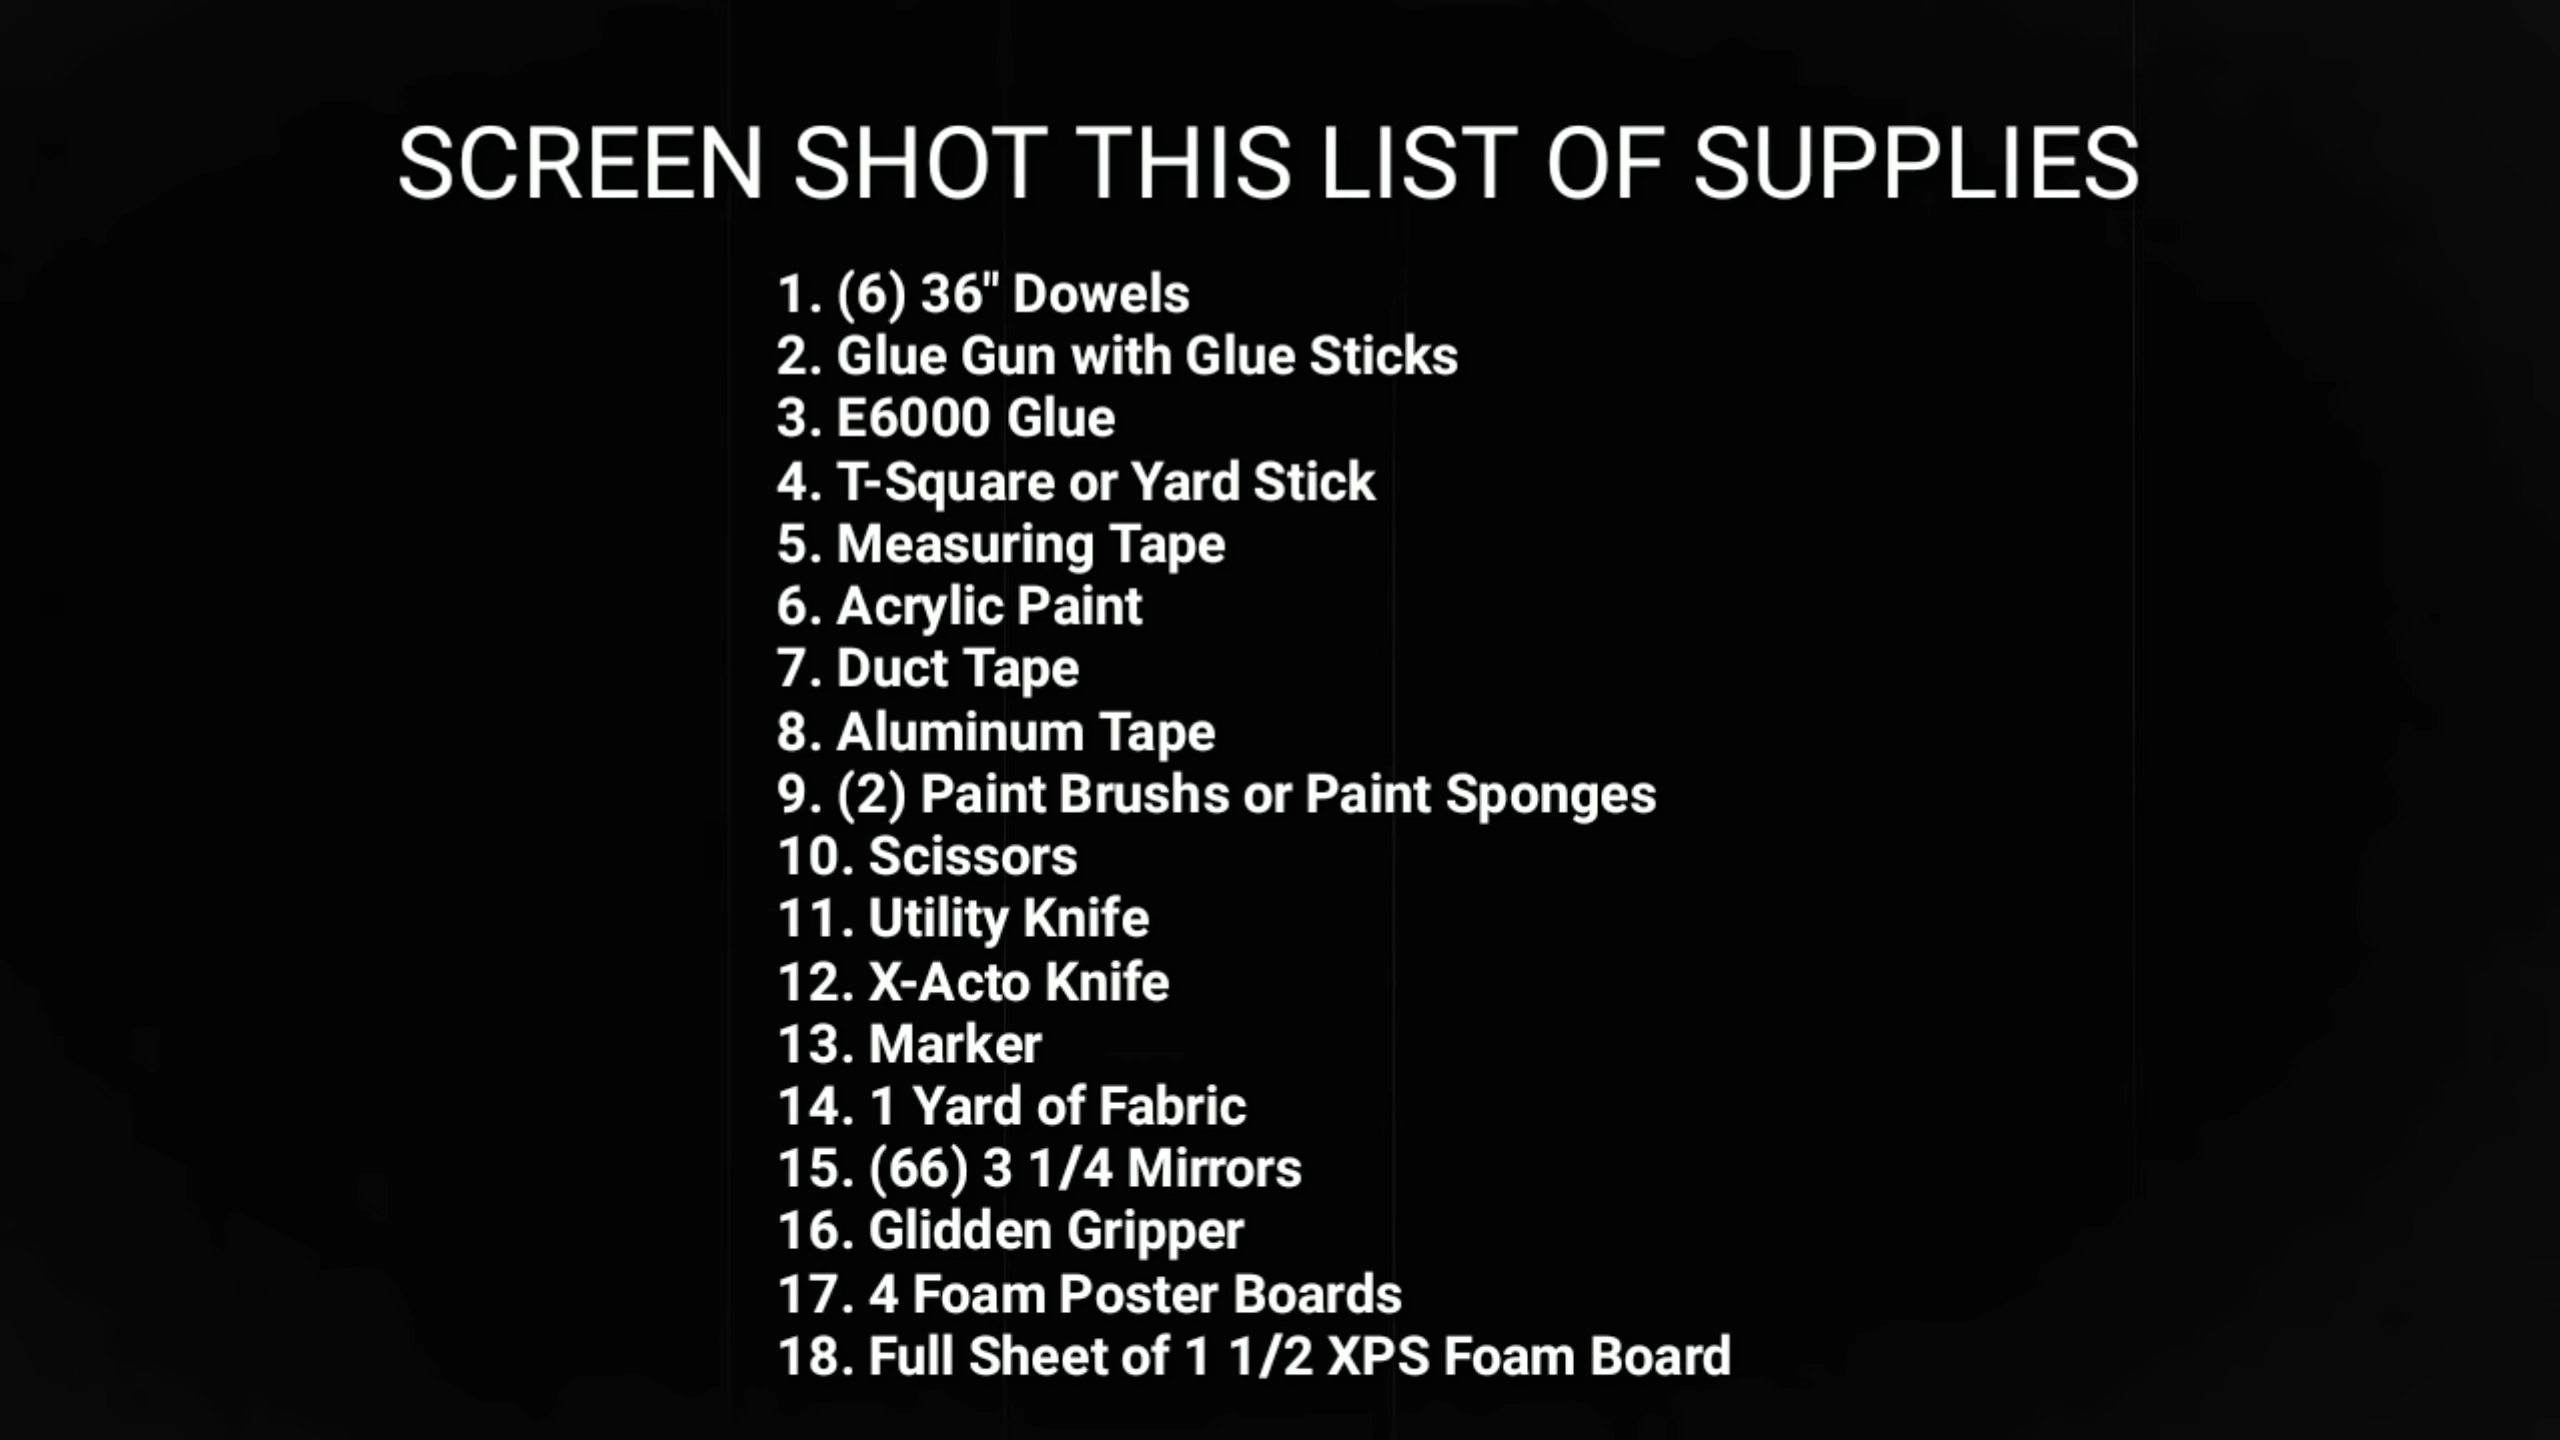 SCREEN SHOT THIS LIST OF SUPPLIES
1. (6) 36" Dowels
2. Glue Gun with Glue Sticks
3. E6000 Glue
4. T-Square or Yard Stick
5. Measuring Tape
6. Acrylic Paint
7. Duct Tape
8. Aluminum Tape
9. (2) Paint Brushs or Paint Sponges
10. Scissors
11. Utility Knife
12. X-Acto Knife
13. Marker
14. 1 Yard of Fabric
15. (66) 3 1/4 Mirrors
16. Glidden Gripper
17. 4 Foam Poster Boards
18. Full Sheet of 1 1/2 XPS Foam Board